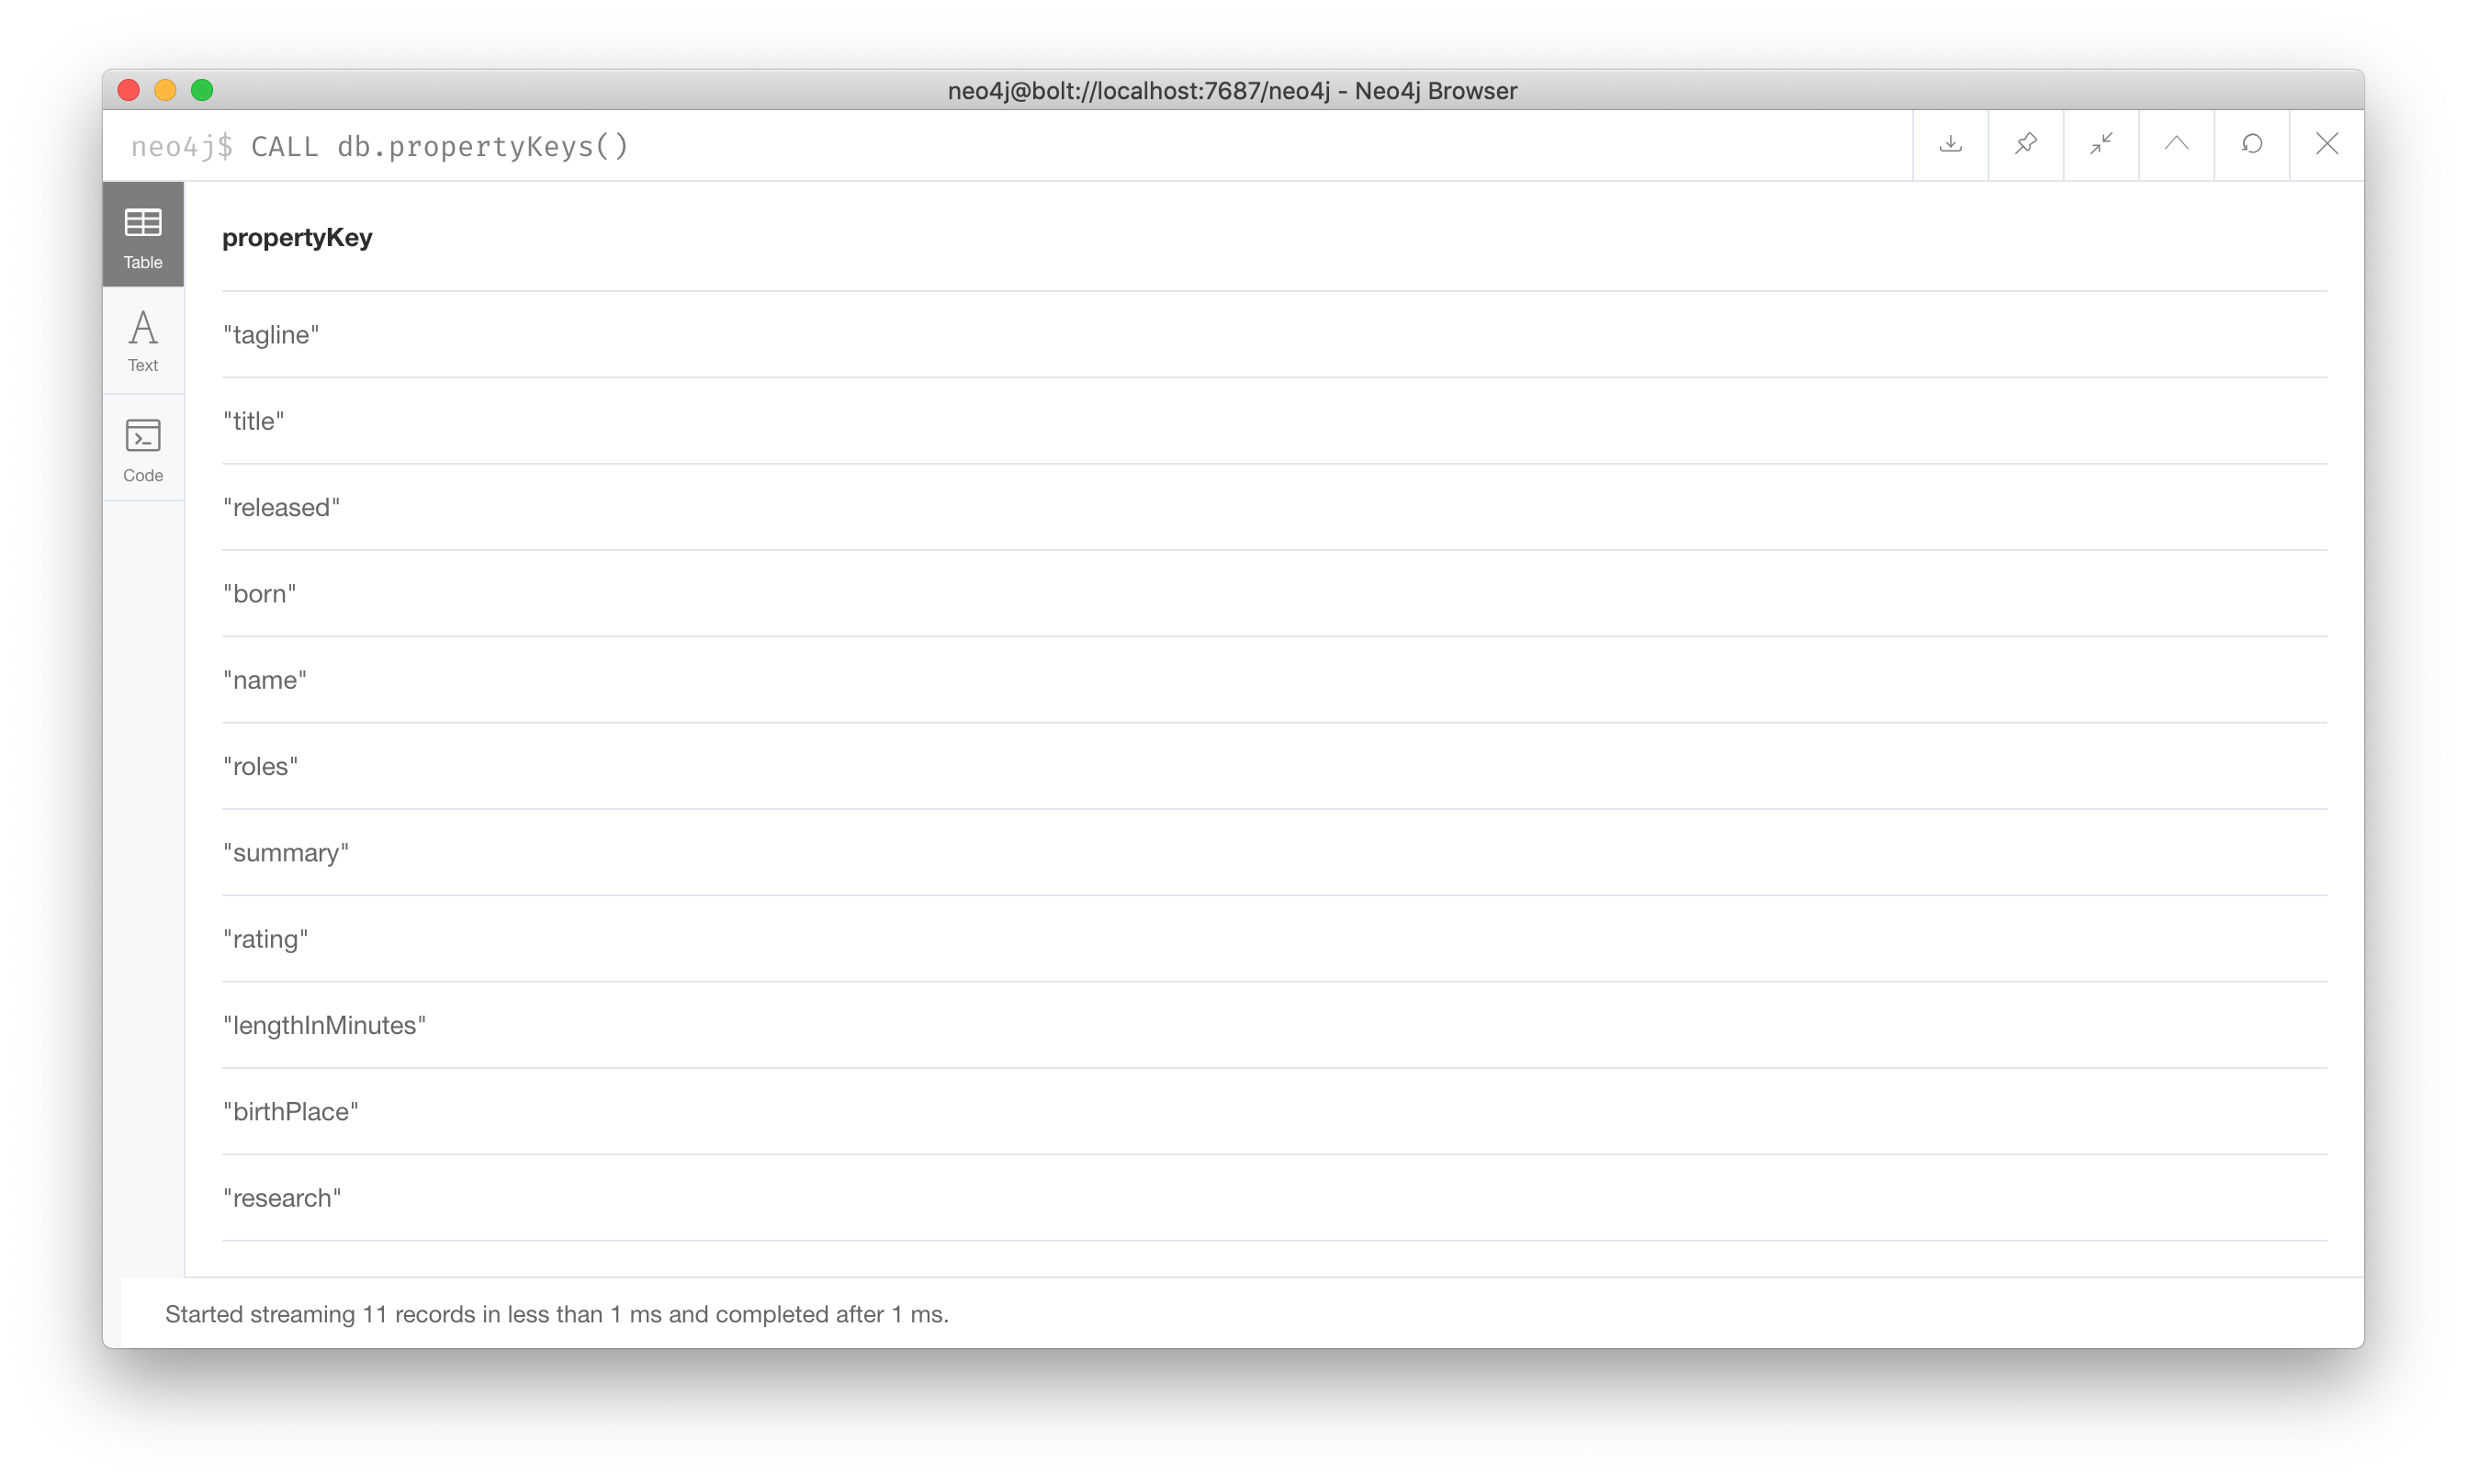 neo4j@bolt://localhost:7687/neo4j - Neo4j Browser
neo4j$ CALL db.propertyKeys()
Table
Text
Code
propertyKey
"tagline"
"title"
"released"
"born"
"name"
"roles"
"summary"
"rating"
"lengthInMinutes"
"birthPlace"
"research"
Started streaming 11 records in less than 1 ms and completed after 1 ms.